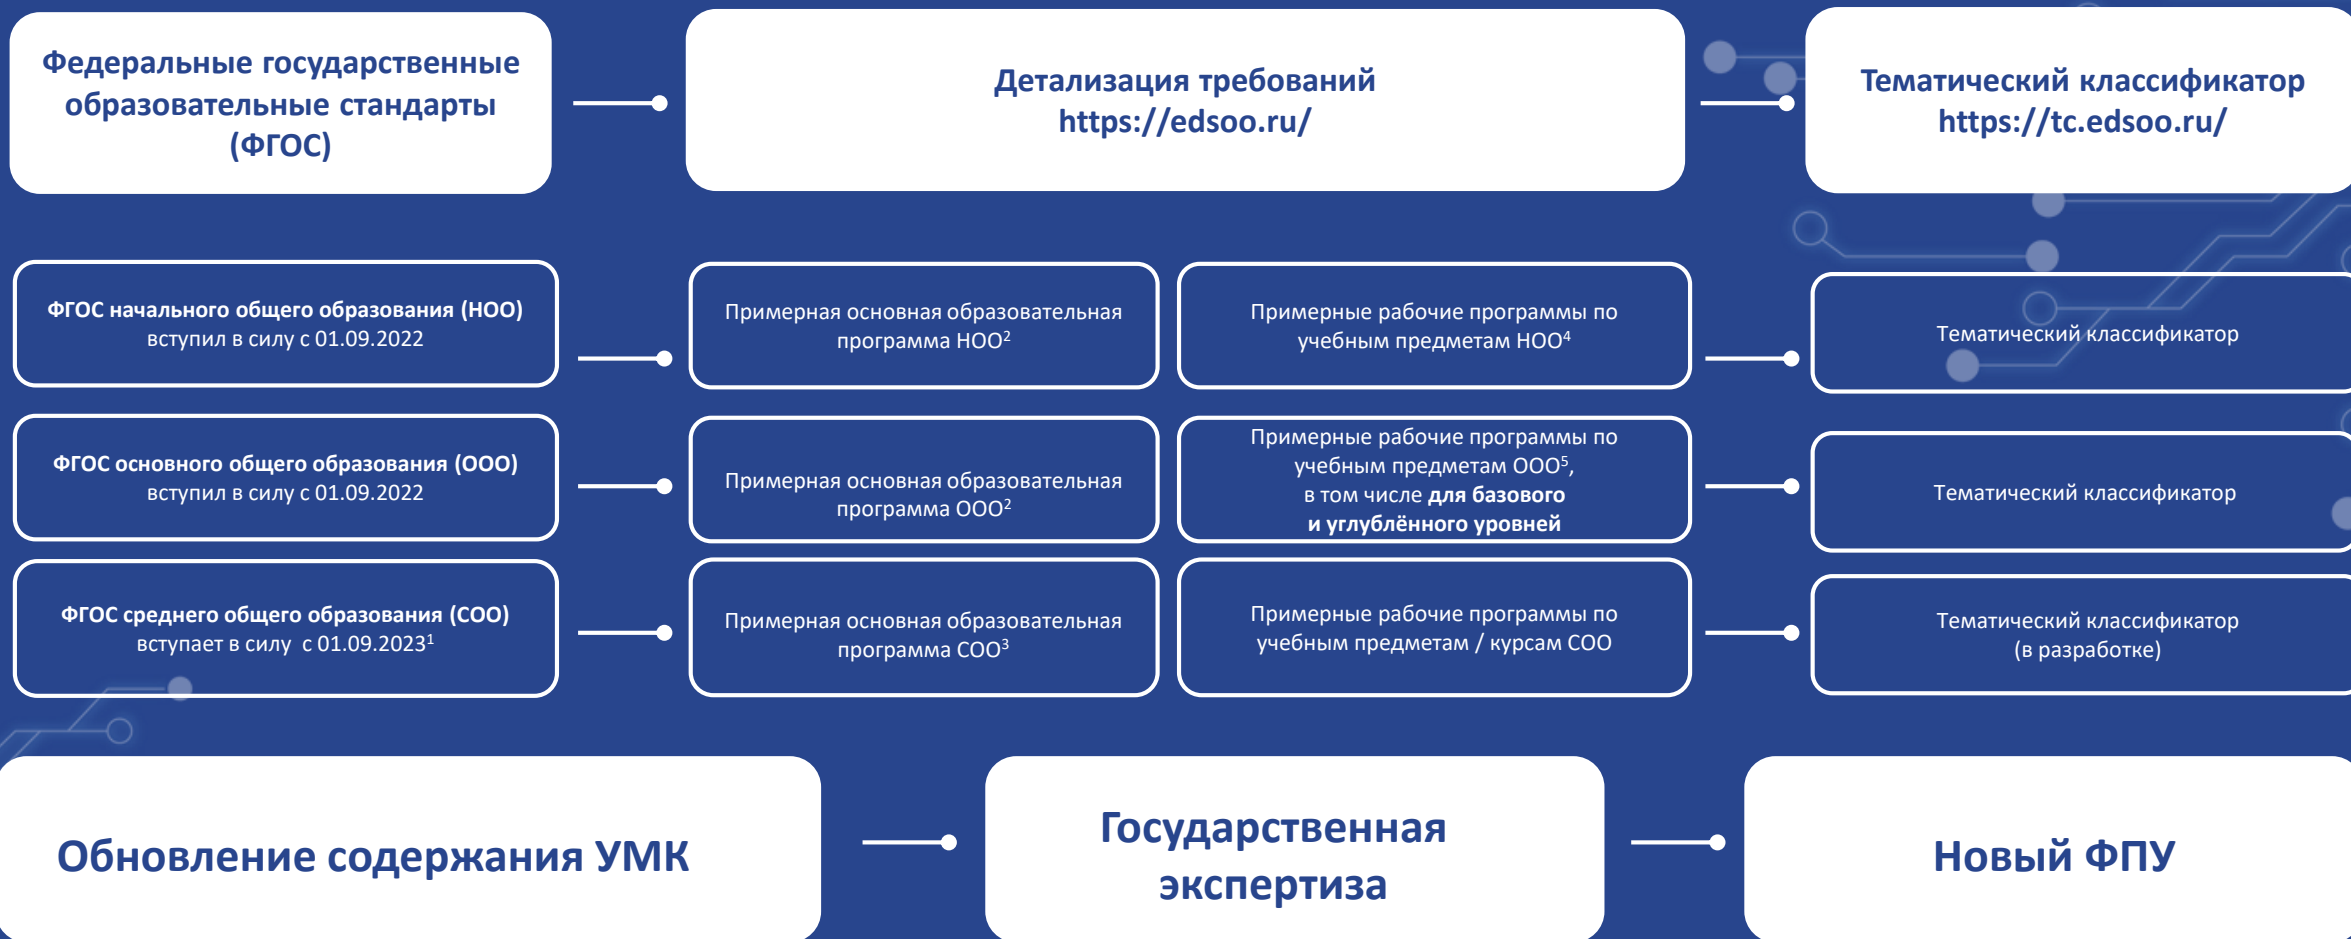 Федеральные государственные
образовательные стандарты
(ФГОС)
Детализация требований
https://edsoo.ru/
Тематический классификатор
https://tc.edsoo.ru/
ФГОС начального общего образования (НОО)
вступил в силу с 01.09.2022
Примерная основная образовательная
программа НОО²
Примерные рабочие программы по
учебным предметам НОО⁴
Тематический классификатор
ФГОС основного общего образования (ООО)
вступил в силу с 01.09.2022
Примерная основная образовательная
программа ООО²
Примерные рабочие программы по
учебным предметам ООО⁵,
в том числе для базового
и углублённого уровней
Тематический классификатор
ФГОС среднего общего образования (СОО)
вступает в силу с 01.09.2023¹
Примерная основная образовательная
программа СОО³
Примерные рабочие программы по
учебным предметам / курсам СОО
Тематический классификатор
(в разработке)
Обновление содержания УМК
Государственная
экспертиза
Новый ФПУ